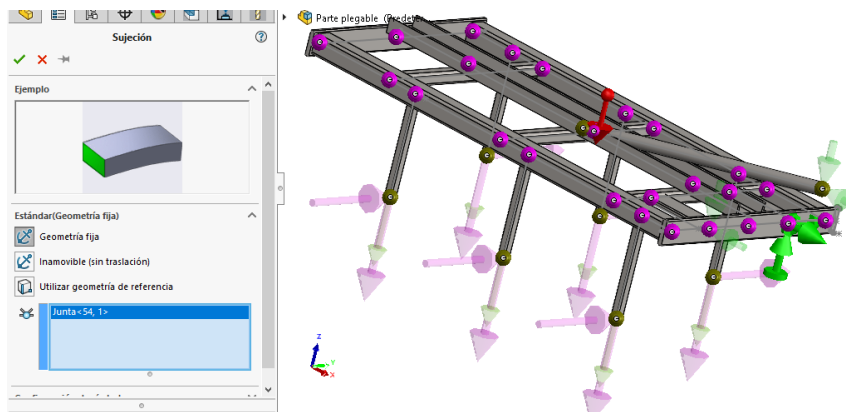 Parte plegable (Predeter...
Sujeción
Ejemplo
Estándar(Geometría fija)
Geometría fija
Inamovible (sin traslación)
Utilizar geometría de referencia
Junta<54, 1>
Z
Y
X